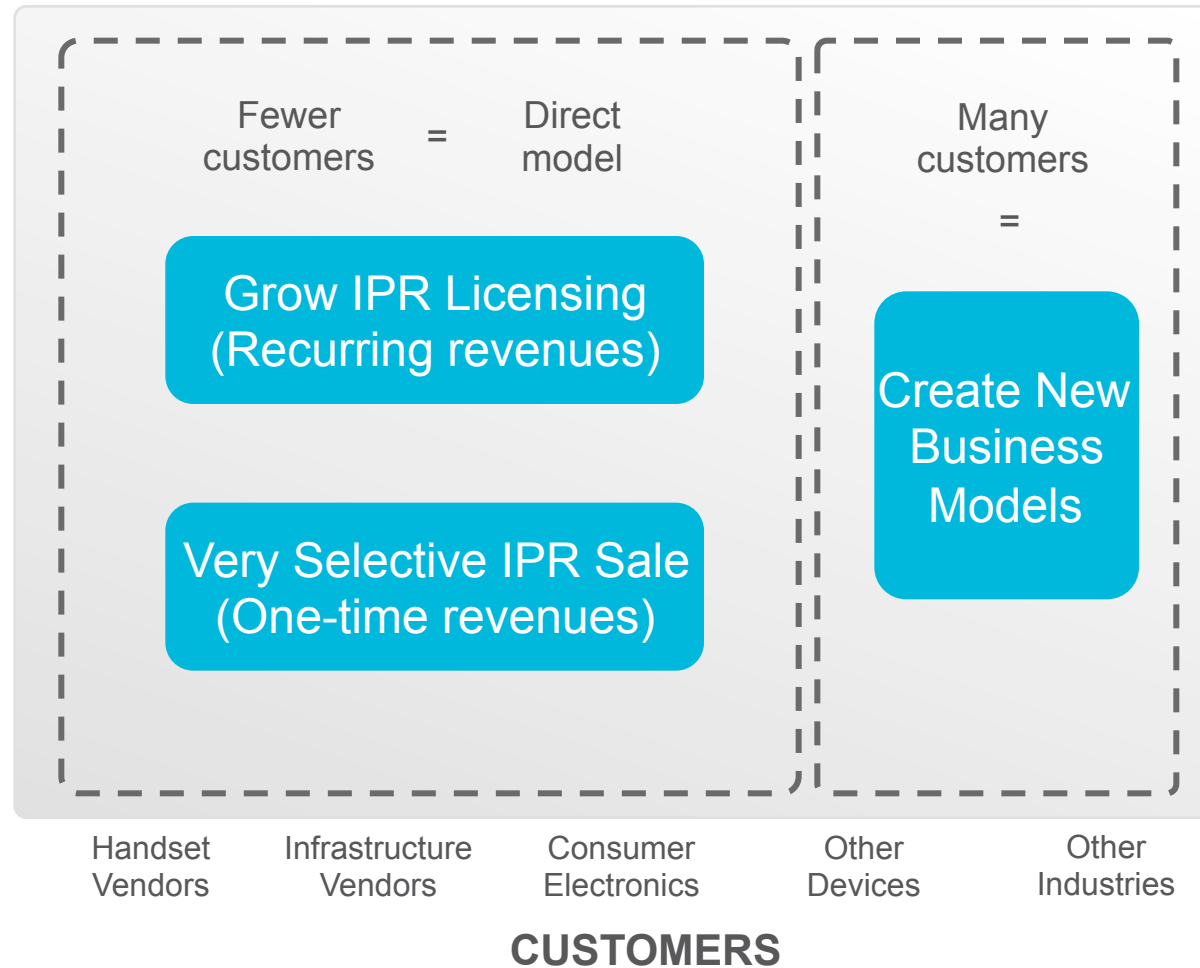 Fewer
customers
=
Direct
model
Grow IPR Licensing
(Recurring revenues)
Very Selective IPR Sale
(One-time revenues)
Many
customers
=
Create New
Business
Models
Handset
Vendors
Infrastructure
Vendors
Consumer
Electronics
Other
Devices
Other
Industries
CUSTOMERS